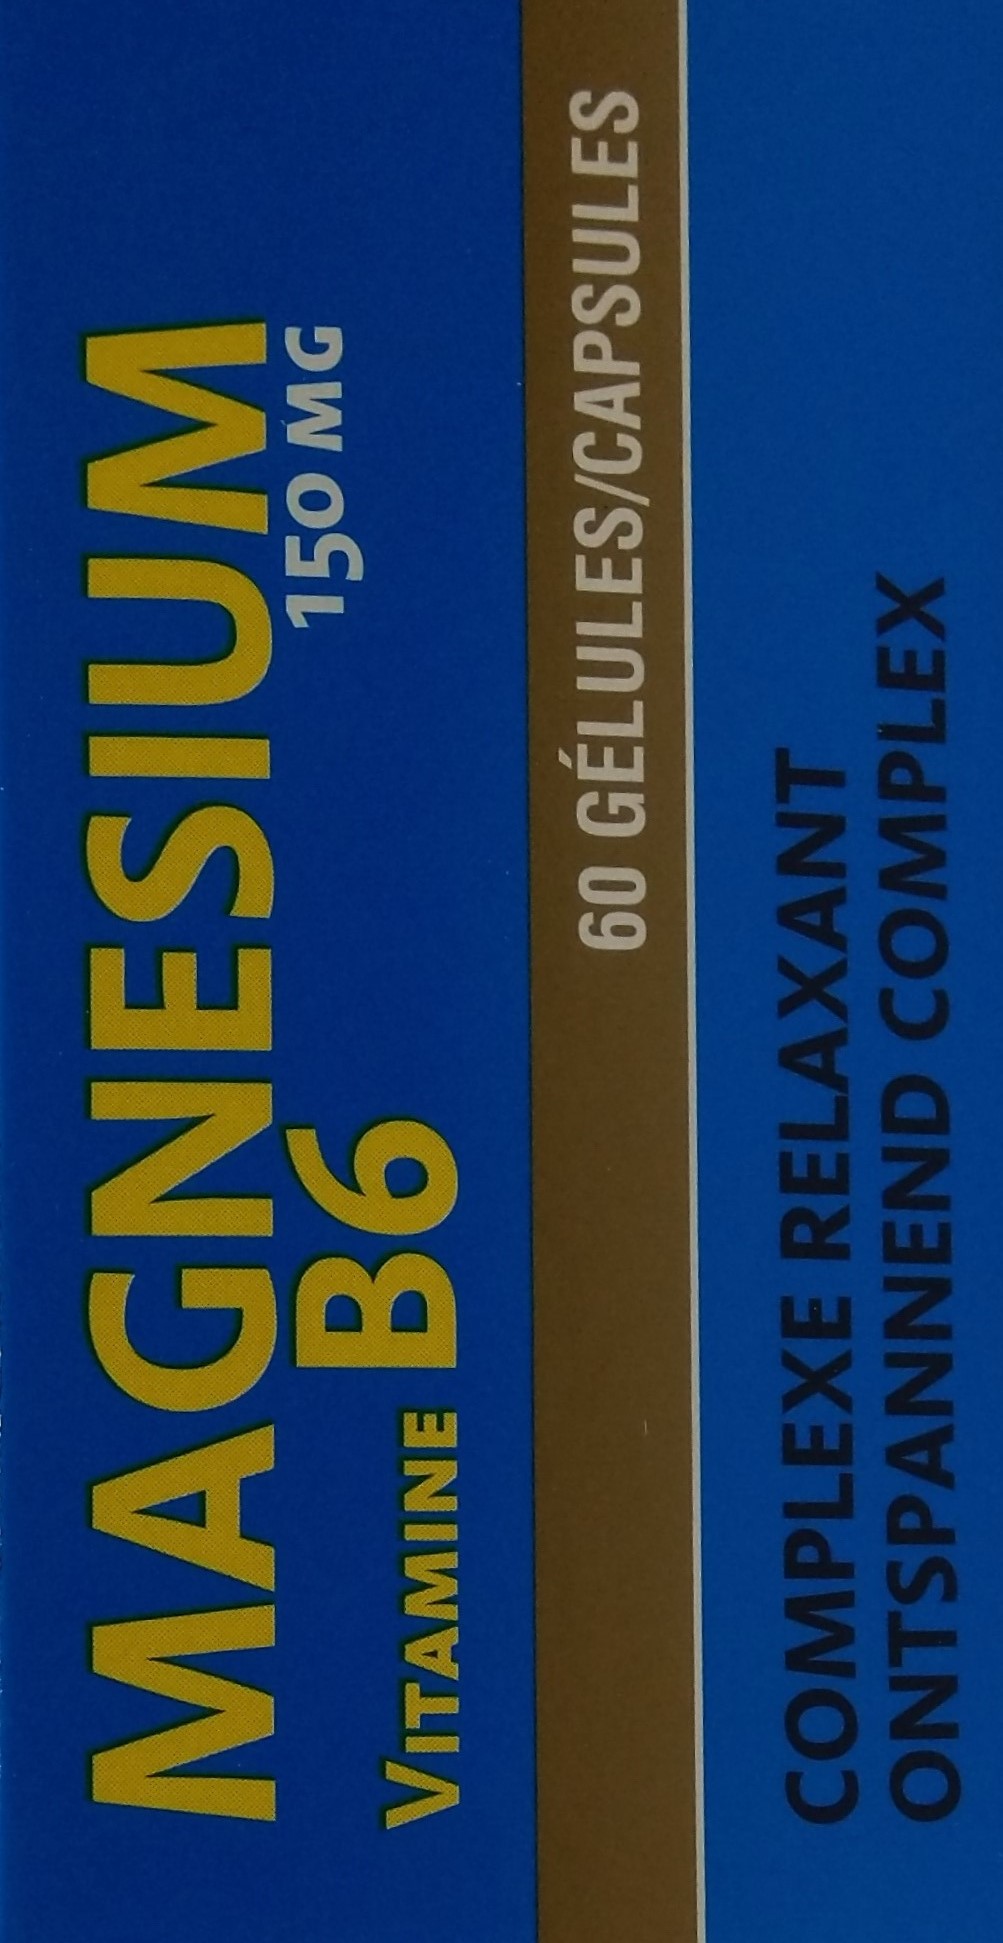 MAGNESIUM
150 MG
VITAMINE B6
60 GÉLULES/CAPSULES
COMPLEXE RELAXANT
ONTSPANNEND COMPLEX